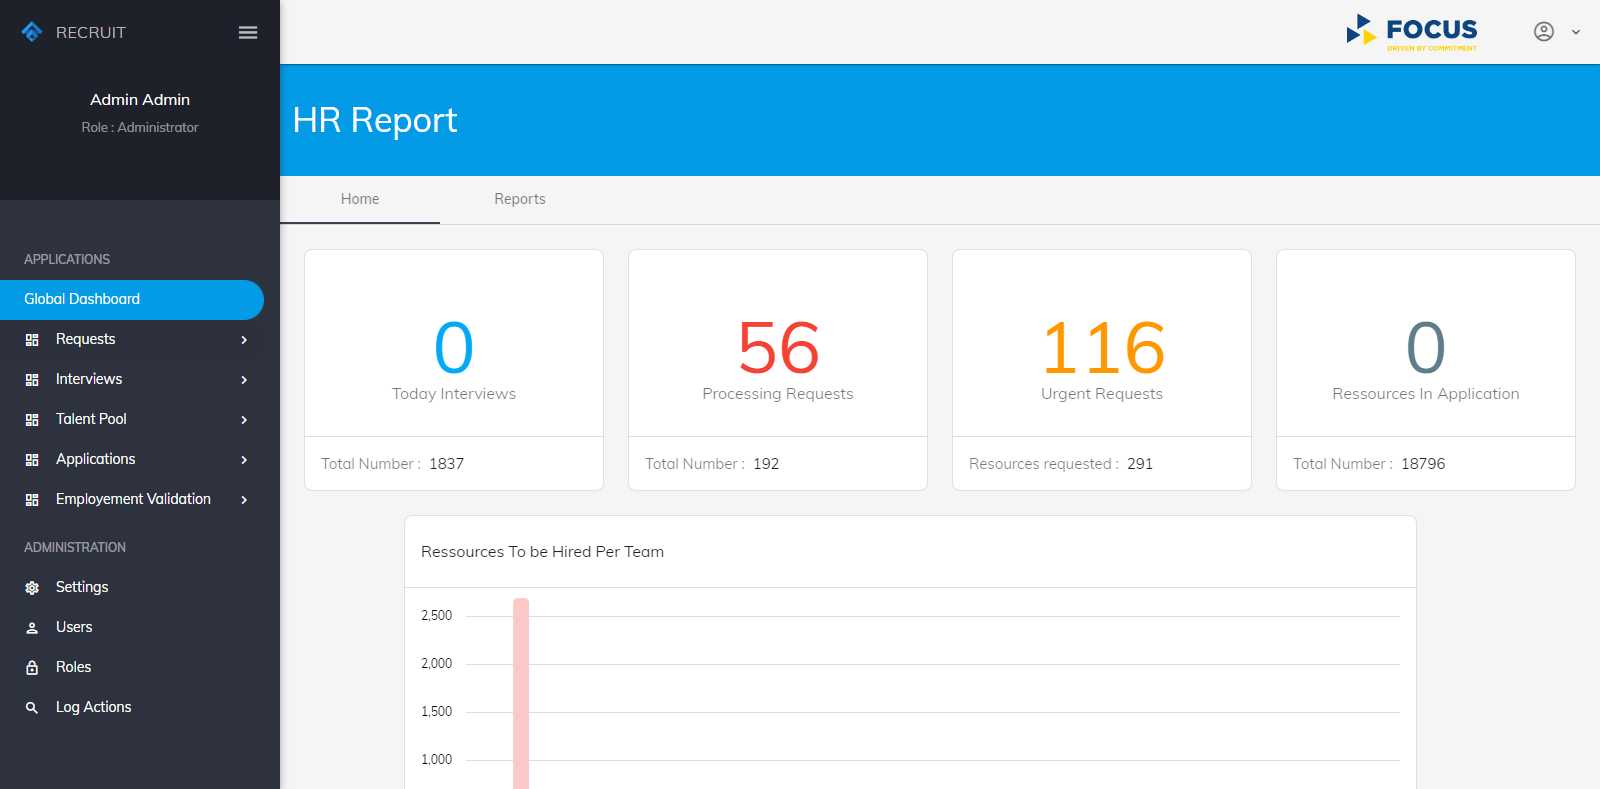 RECRUIT
FOCUS
DRIVEN BY COMMITMENT
Admin Admin
Role : Administrator
HR Report
Home
Reports
APPLICATIONS
Global Dashboard
Requests
Interviews
Talent Pool
Applications
Employement Validation
ADMINISTRATION
Settings
Users
Roles
Log Actions
0
Today Interviews
Total Number : 1837
56
Processing Requests
Total Number : 192
116
Urgent Requests
Resources requested : 291
0
Ressources In Application
Total Number : 18796
Ressources To be Hired Per Team
2,500
2,000
1,500
1,000